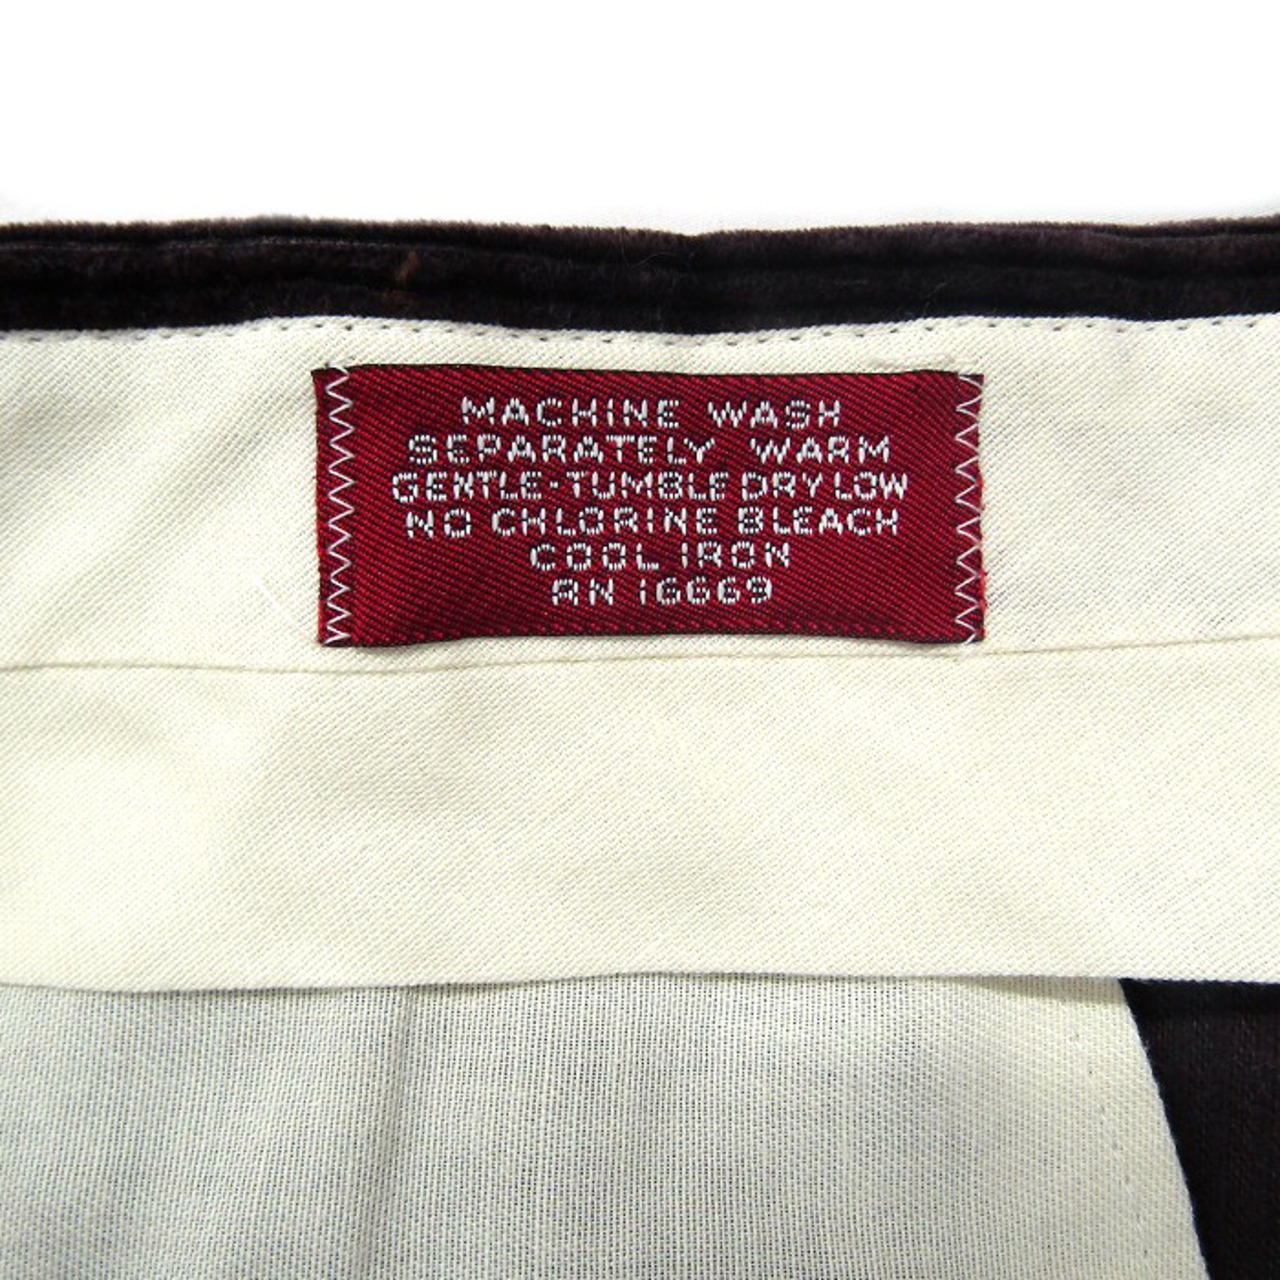 MACHINE WASH
SEPARATELY WARM
GENTLE-TUMBLE DRY LOW
NO CHLORINE BLEACH
COOL IRON
RN 16669